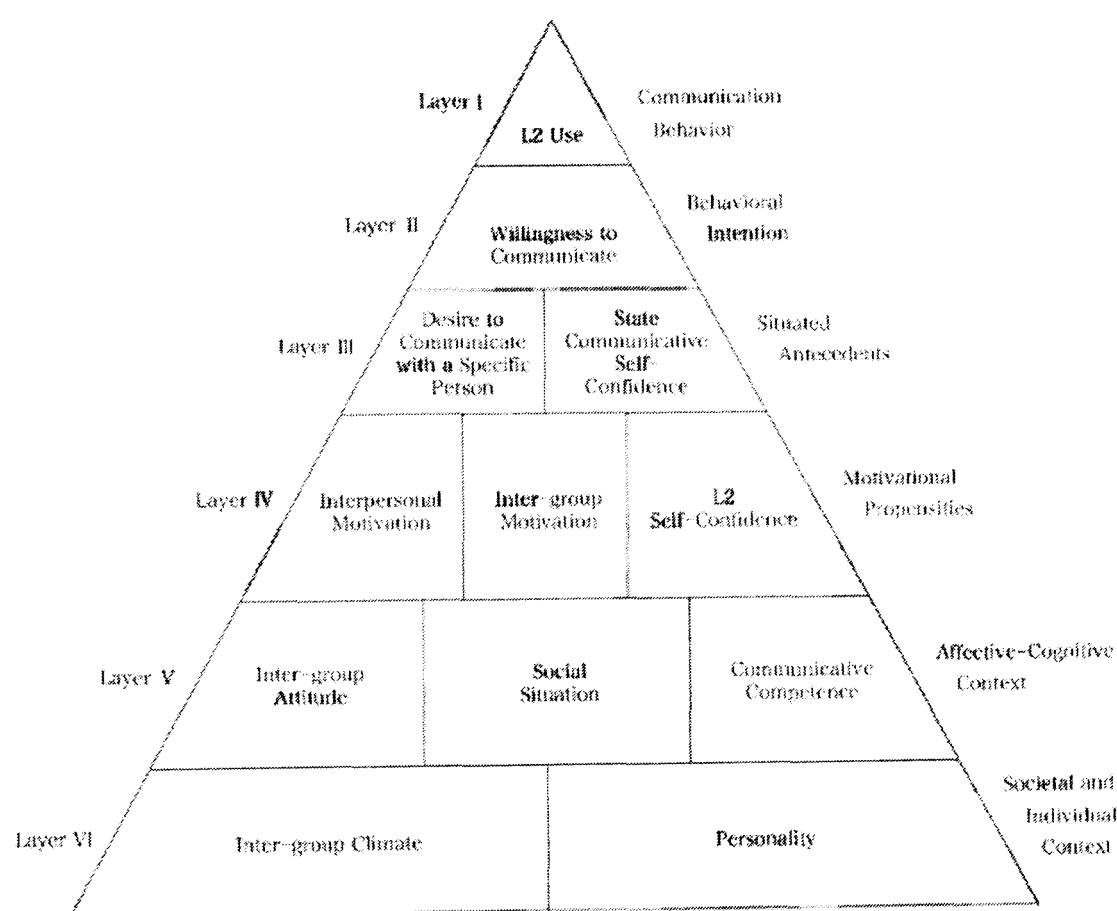 Layer I
L2 Use
Communication
Behavior
Layer II
Willingness to
Communicate
Behavioral
Intention
Layer III
Desire to
Communicate
with a Specific
Person
State
Communicative
Self-
Confidence
Situated
Antecedents
Layer IV
Interpersonal
Motivation
Inter-group
Motivation
L2
Self-Confidence
Motivational
Propensities
Layer V
Inter-group
Attitude
Social
Situation
Communicative
Competence
Affective-Cognitive
Context
Layer VI
Inter-group Climate
Personality
Societal and
Individual
Context